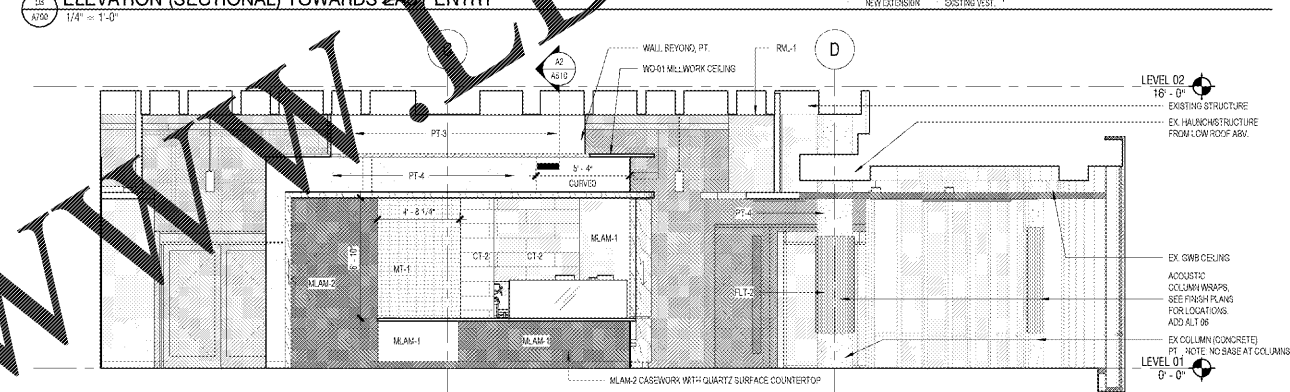 D3
A700
ELEVATION (SECTIONAL) TOWARDS EAST ENTRY
1/4" = 1'-0"
NEW EXTENSION
EXISTING VEST.
WALL BEYOND, PT.
WD-01 MILLWORK CEILING
RML-1
A2
A510
D
LEVEL 02
16' - 0"
EXISTING STRUCTURE
EX. HAUNCH/STRUCTURE
FROM LOW ROOF ABV.
PT-3
PT-4
5' - 4"
CURVED
4' - 8 1/4"
6' - 10"
MLAM-2
MT-1
CT-2
CT-2
MLAM-1
MLAM-1
MLAM-1
PT-4
FLT-2
EX. GWB CEILING
ACOUSTIC
COLUMN WRAPS,
SEE FINISH PLANS
FOR LOCATIONS.
ADD ALT 06
EX COLUMN (CONCRETE)
PT NOTE: NO BASE AT COLUMNS
LEVEL 01
0' - 0"
MLAM-2 CASEWORK WITH QUARTZ SURFACE COUNTERTOP